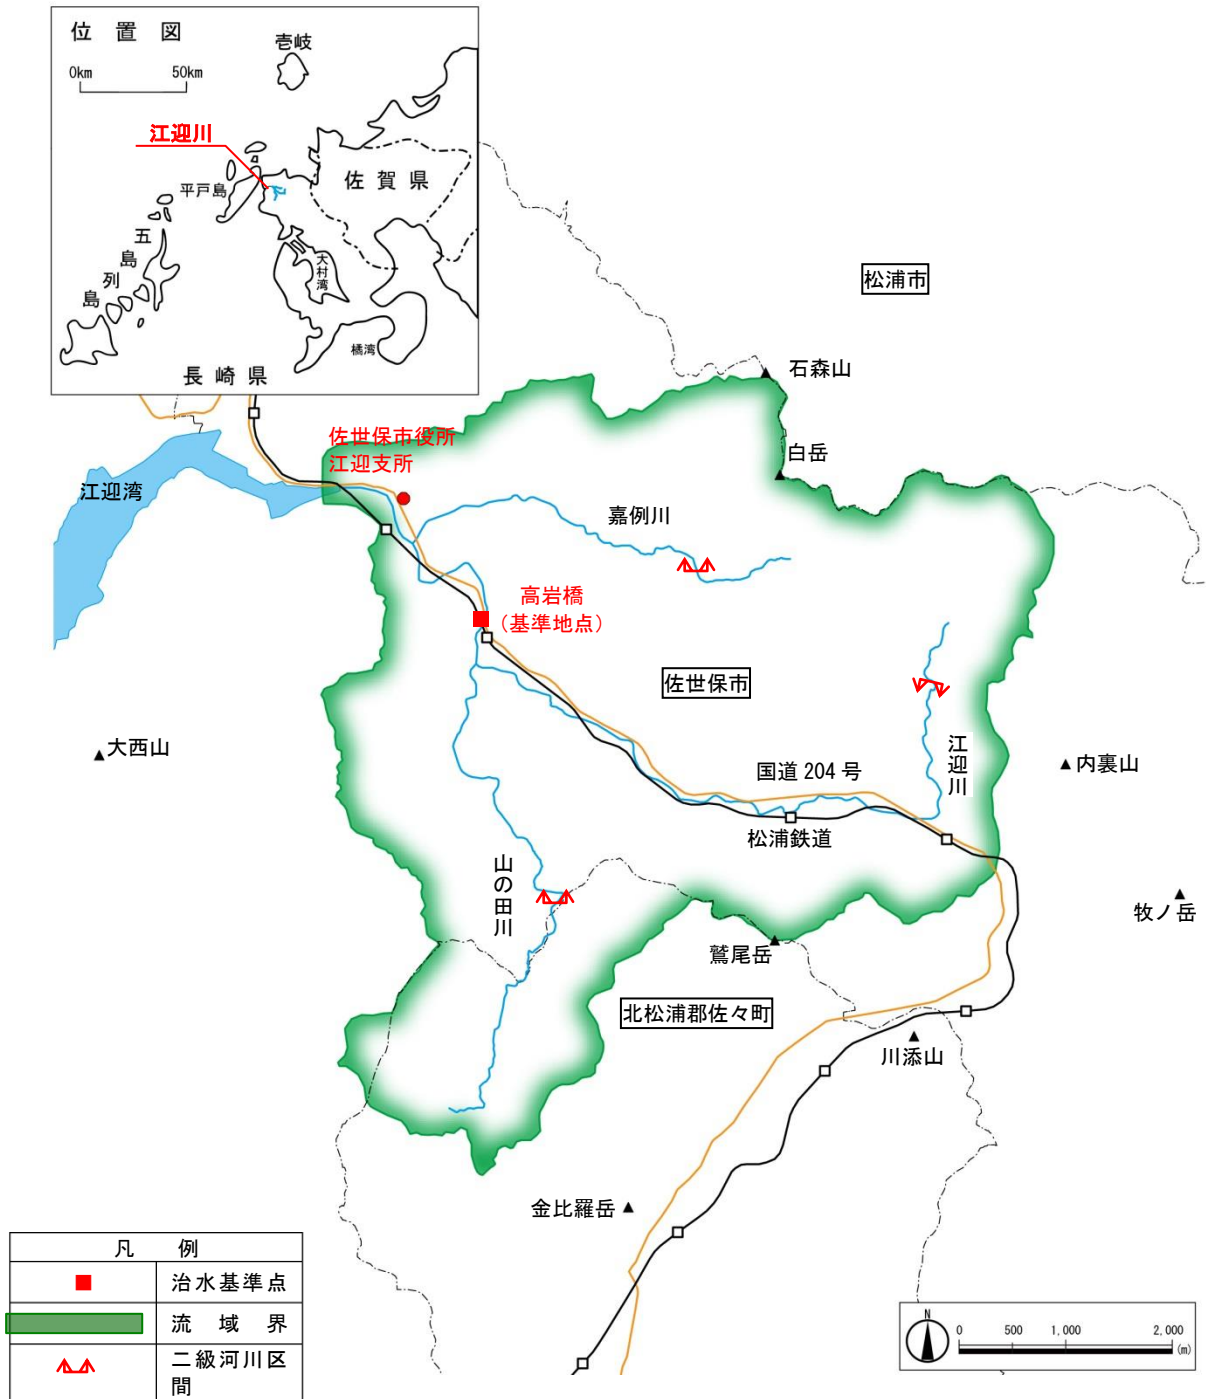 位置図
0km 50km
壱岐
江迎川
佐賀県
平戸島
五島列島
大村湾
橘湾
長崎県
松浦市
石森山
白岳
佐世保市役所
江迎支所
江迎湾
嘉例川
高岩橋
（基準地点）
佐世保市
大西山
江迎川
内裏山
国道204号
松浦鉄道
山の田川
牧ノ岳
鷲尾岳
北松浦郡佐々町
川添山
金比羅岳
凡例
治水基準点
流域界
二級河川区
間
N
0 500 1,000 2,000
(m)